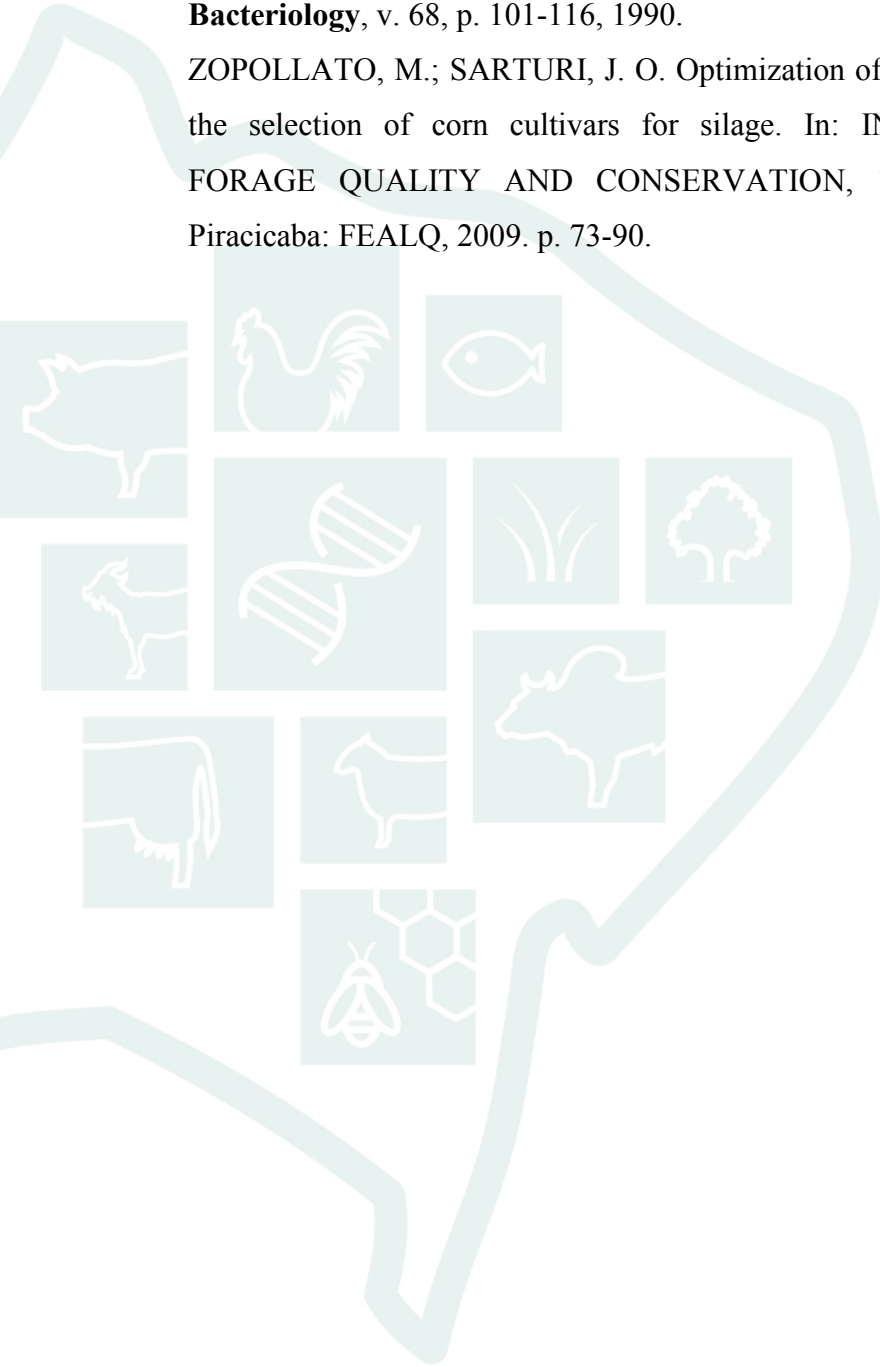 Bacteriology, v. 68, p. 101-116, 1990.
ZOPOLLATO, M.; SARTURI, J. O. Optimization of
the selection of corn cultivars for silage. In:
FORAGE QUALITY AND CONSERVATION,
Piracicaba: FEALQ, 2009. p. 73-90.